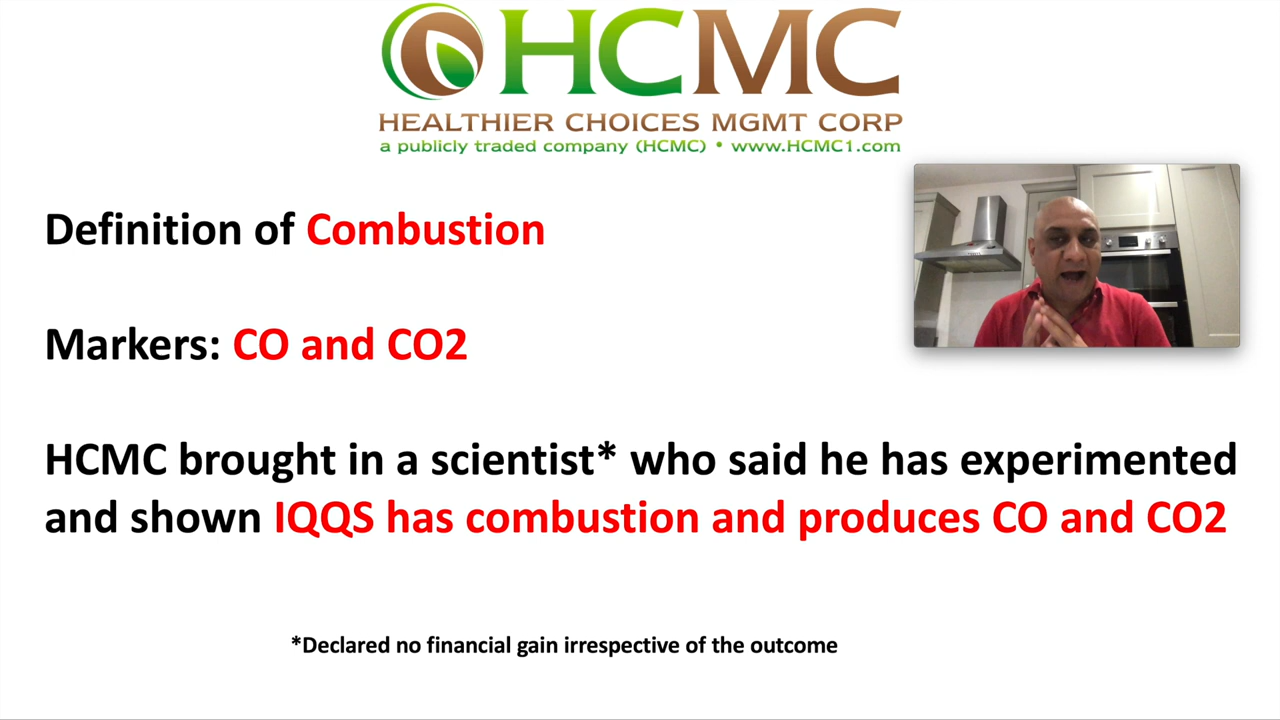 HCMC
HEALTHIER CHOICES MGMT CORP
a publicly traded company (HCMC) • www.HCMC1.com
Definition of Combustion
Markers: CO and CO2
HCMC brought in a scientist* who said he has experimented
and shown IQQS has combustion and produces CO and CO2
*Declared no financial gain irrespective of the outcome